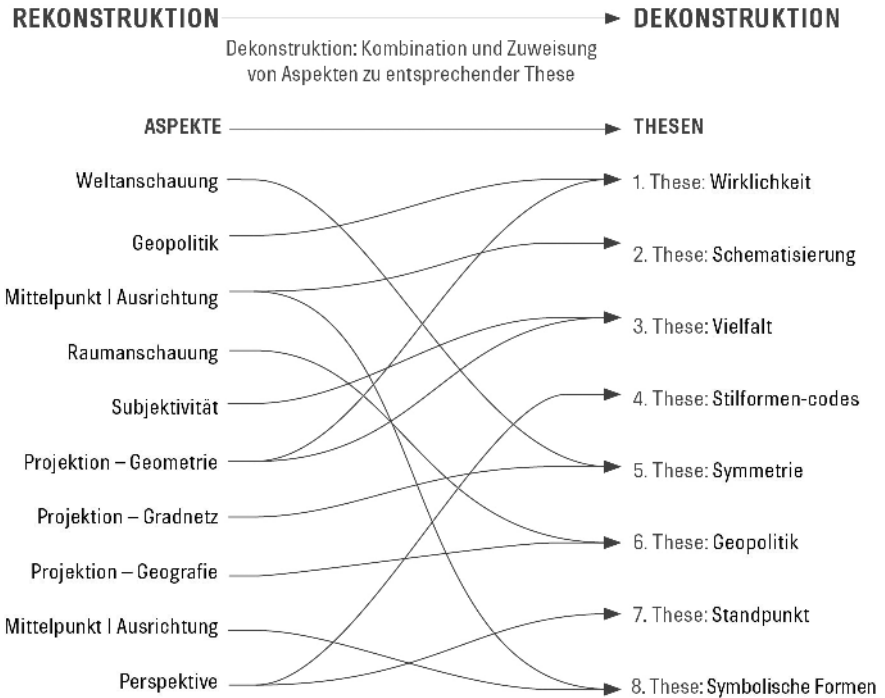 REKONSTRUKTION
DEKONSTRUKTION
Dekonstruktion: Kombination und Zuweisung
von Aspekten zu entsprechender These
ASPEKTE
THESEN
Weltanschauung
Geopolitik
Mittelpunkt | Ausrichtung
Raumanschauung
Subjektivität
Projektion – Geometrie
Projektion – Gradnetz
Projektion – Geografie
Mittelpunkt | Ausrichtung
Perspektive
1. These: Wirklichkeit
2. These: Schematisierung
3. These: Vielfalt
4. These: Stilformen-codes
5. These: Symmetrie
6. These: Geopolitik
7. These: Standpunkt
8. These: Symbolische Formen